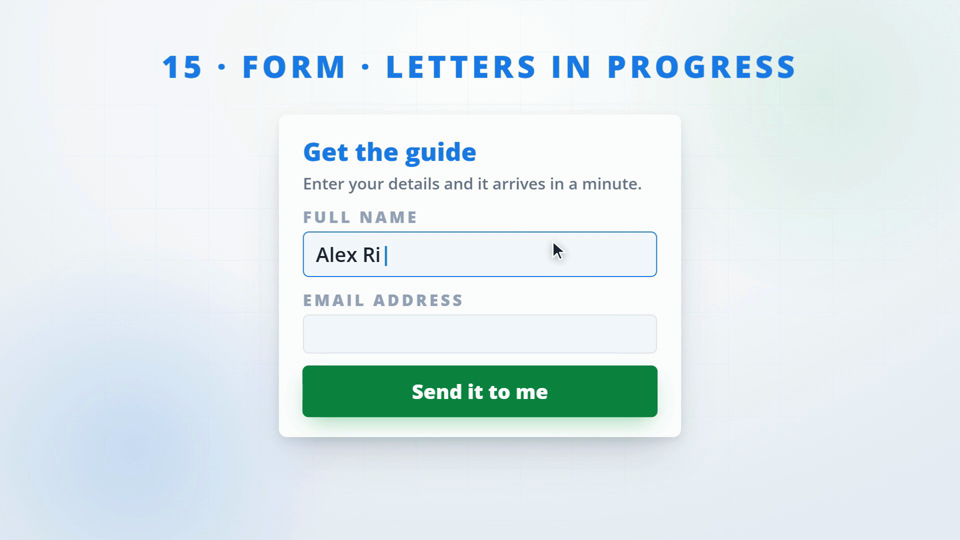 15 · FORM · LETTERS IN PROGRESS
Get the guide
Enter your details and it arrives in a minute.
FULL NAME
Alex Ri
EMAIL ADDRESS
Send it to me